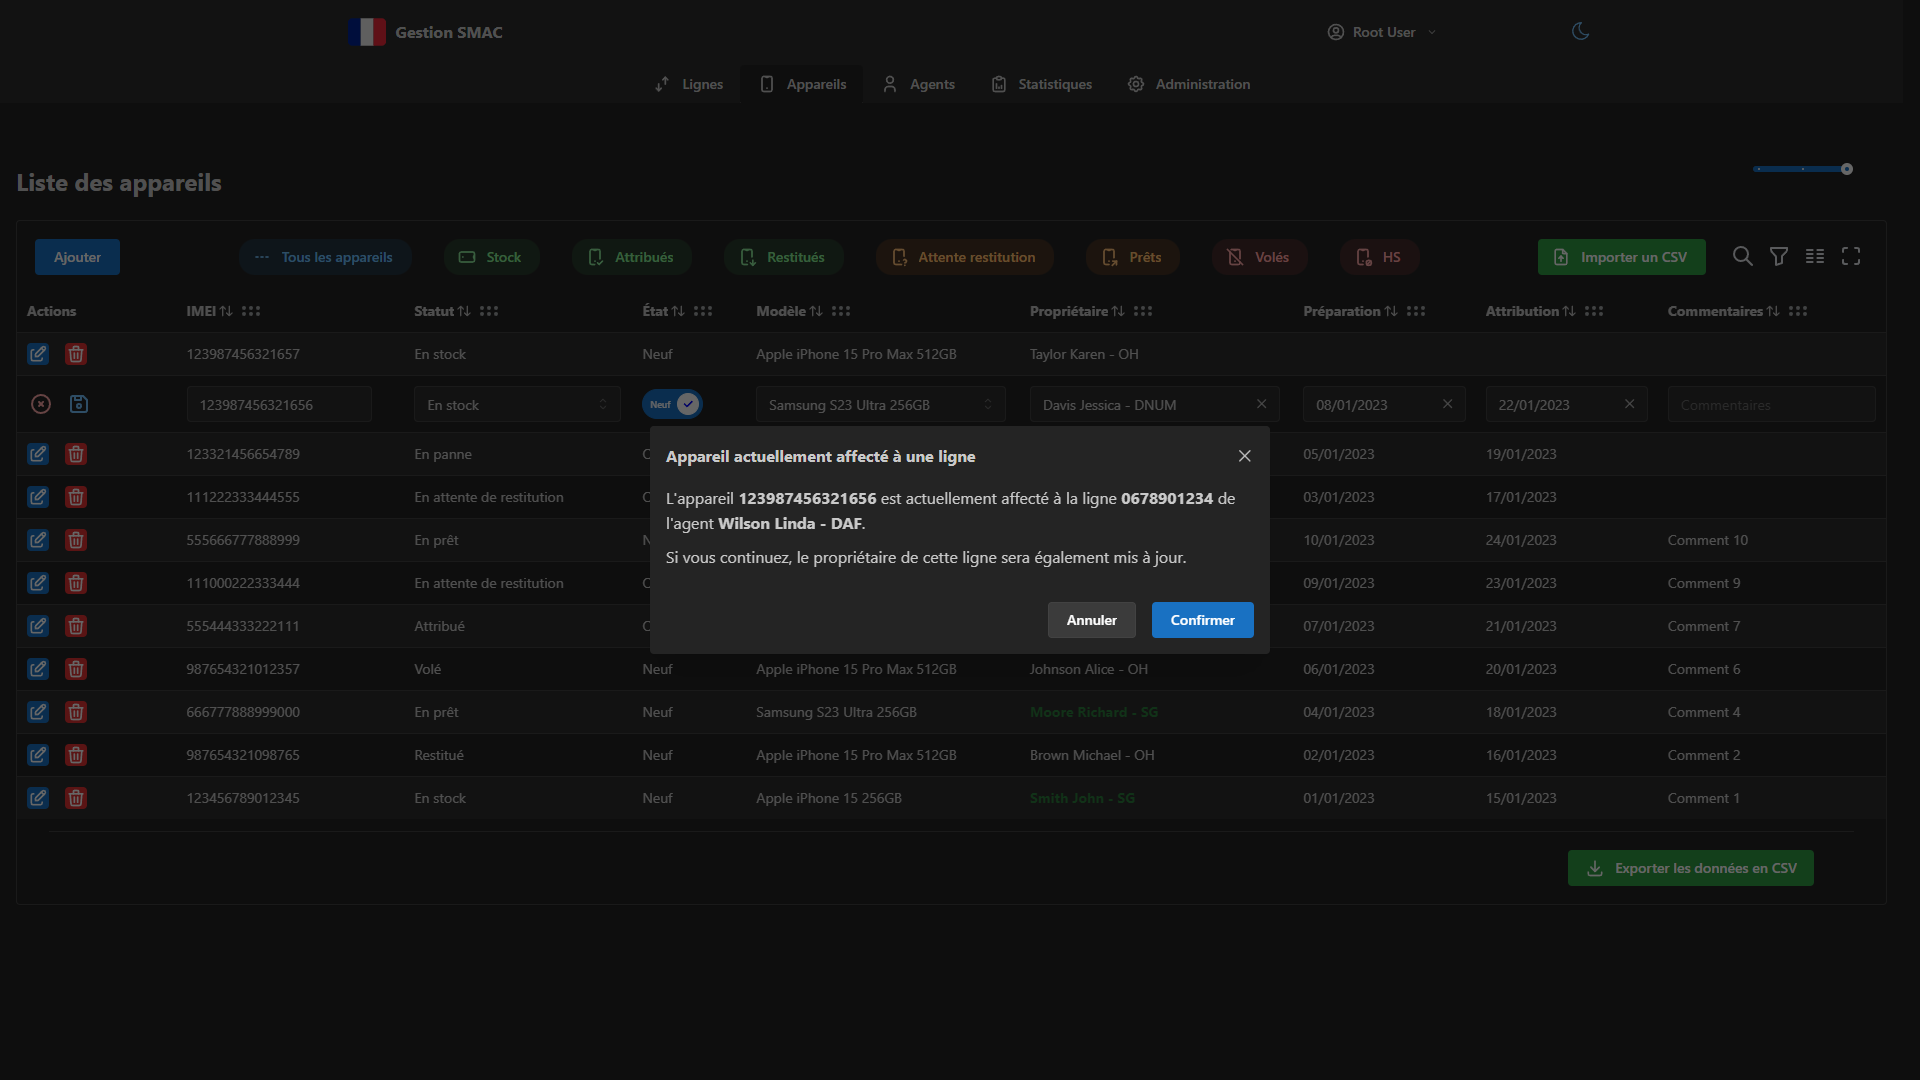 Gestion SMAC
Root User
Lignes
Appareils
Agents
Statistiques
Administration
Liste des appareils
Ajouter
Tous les appareils
Stock
Attribués
Restitués
Attente restitution
Prêts
Volés
HS
Importer un CSV
Actions IMEI Statut État Modèle Propriétaire Préparation Attribution Commentaires
123987456321657 En stock Neuf Apple iPhone 15 Pro Max 512GB Taylor Karen - OH
123987456321656 En stock Neuf Samsung S23 Ultra 256GB Davis Jessica - DNUM 08/01/2023 22/01/2023 Commentaires
Appareil actuellement affecté à une ligne
L'appareil 123987456321656 est actuellement affecté à la ligne 0678901234 de
l'agent Wilson Linda - DAF.
Si vous continuez, le propriétaire de cette ligne sera également mis à jour.
Annuler
Confirmer
123321456654789 En panne 05/01/2023 19/01/2023
111222333444555 En attente de restitution 03/01/2023 17/01/2023
555666777888999 En prêt 10/01/2023 24/01/2023 Comment 10
111000222333444 En attente de restitution 09/01/2023 23/01/2023 Comment 9
555444333222111 Attribué 07/01/2023 21/01/2023 Comment 7
987654321012357 Volé Neuf Apple iPhone 15 Pro Max 512GB Johnson Alice - OH 06/01/2023 20/01/2023 Comment 6
666777888999000 En prêt Neuf Samsung S23 Ultra 256GB Moore Richard - SG 04/01/2023 18/01/2023 Comment 4
987654321098765 Restitué Neuf Apple iPhone 15 Pro Max 512GB Brown Michael - OH 02/01/2023 16/01/2023 Comment 2
123456789012345 En stock Neuf Apple iPhone 15 256GB Smith John - SG 01/01/2023 15/01/2023 Comment 1
Exporter les données en CSV